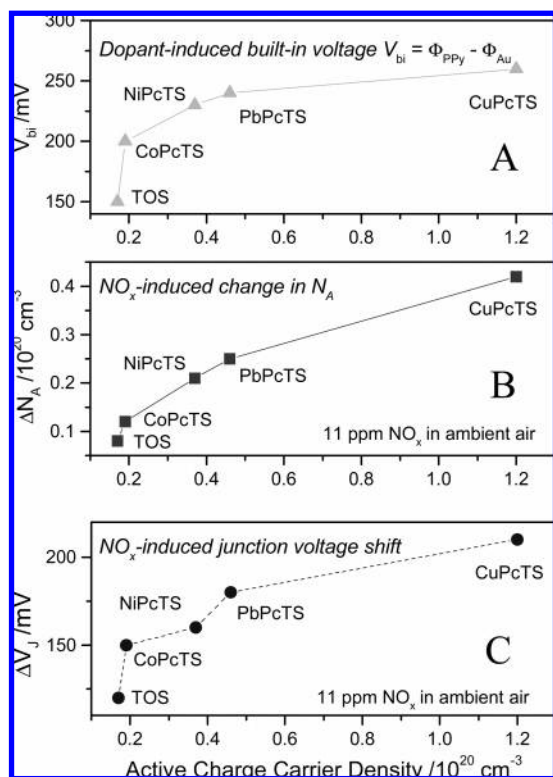 300
250
200
150
V_bi /mV
Dopant-induced built-in voltage V_bi = Φ_PPy - Φ_Au
NiPcTS
PbPcTS
CuPcTS
CoPcTS
TOS
A
0.2 0.4 0.6 0.8 1.0 1.2
0.4
0.3
0.2
0.1
ΔN_A /10^20 cm^-3
NO_x-induced change in N_A
CuPcTS
NiPcTS
PbPcTS
CoPcTS
TOS
B
11 ppm NO_x in ambient air
0.2 0.4 0.6 0.8 1.0 1.2
200
150
ΔV_J /mV
NO_x-induced junction voltage shift
CuPcTS
NiPcTS
PbPcTS
CoPcTS
TOS
C
11 ppm NO_x in ambient air
0.2 0.4 0.6 0.8 1.0 1.2
Active Charge Carrier Density /10^20 cm^-3